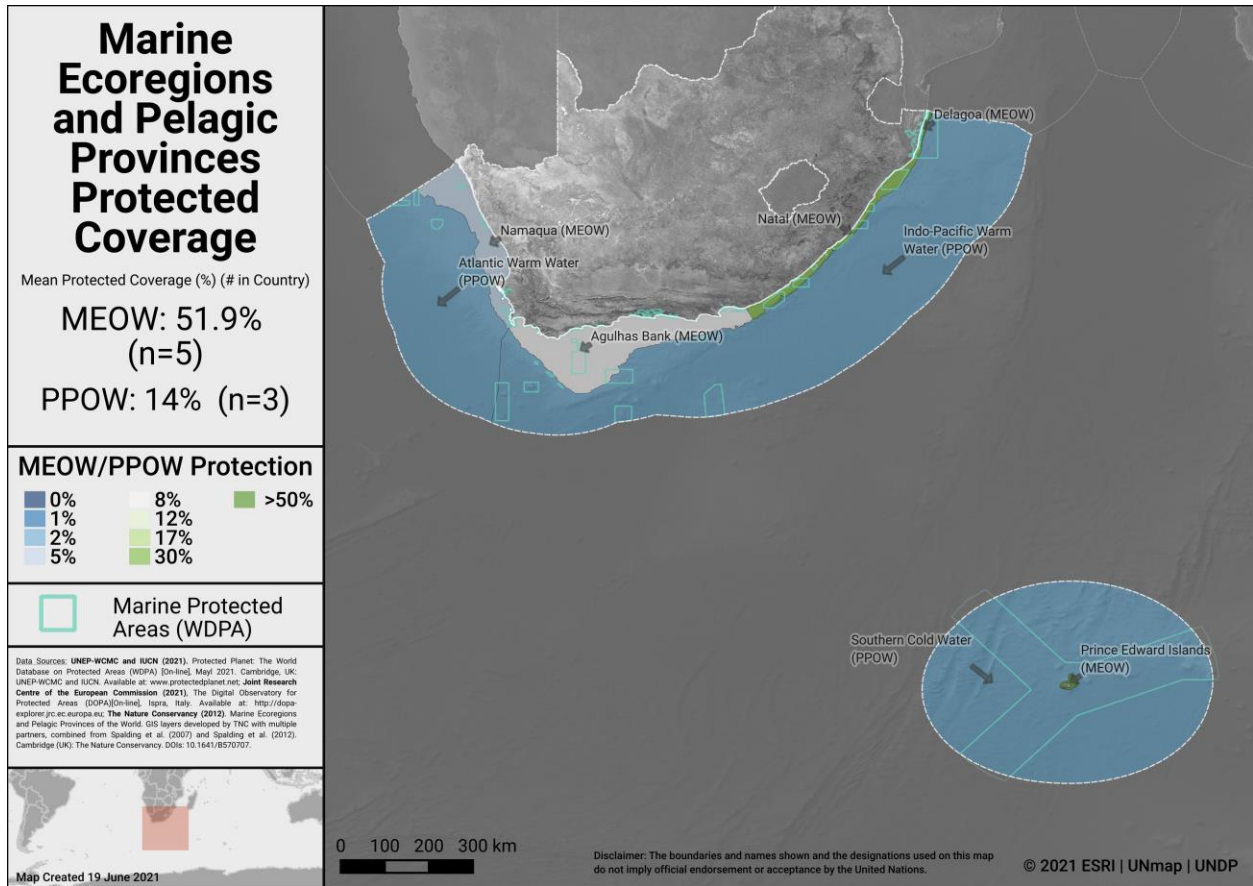 Marine
Ecoregions
and Pelagic
Provinces
Protected
Coverage
Mean Protected Coverage (%) (# in Country)
MEOW: 51.9%
(n=5)
PPOW: 14% (n=3)
MEOW/PPOW Protection
0%
1%
2%
5%
8%
12%
17%
30%
>50%
Marine Protected
Areas (WDPA)
Data Sources: UNEP-WCMC and IUCN (2021). Protected Planet: The World
Database on Protected Areas (WDPA) [On-line], Mayl 2021. Cambridge, UK:
UNEP-WCMC and IUCN. Available at: www.protectedplanet.net; Joint Research
Centre of the European Commission (2021), The Digital Observatory for
Protected Areas (DOPA)[On-line], Ispra, Italy. Available at: http://dopa-
explorer.jrc.ec.europa.eu; The Nature Conservancy (2012). Marine Ecoregions
and Pelagic Provinces of the World. GIS layers developed by TNC with multiple
partners, combined from Spalding et al. (2007) and Spalding et al. (2012).
Cambridge (UK): The Nature Conservancy. DOIs: 10.1641/B570707.
Map Created 19 June 2021
Delagoa (MEOW)
Natal (MEOW)
Namaqua (MEOW)
Indo-Pacific Warm
Water (PPOW)
Atlantic Warm Water
(PPOW)
Agulhas Bank (MEOW)
Southern Cold Water
(PPOW)
Prince Edward Islands
(MEOW)
0 100 200 300 km
Disclaimer: The boundaries and names shown and the designations used on this map
do not imply official endorsement or acceptance by the United Nations.
© 2021 ESRI | UNmap | UNDP